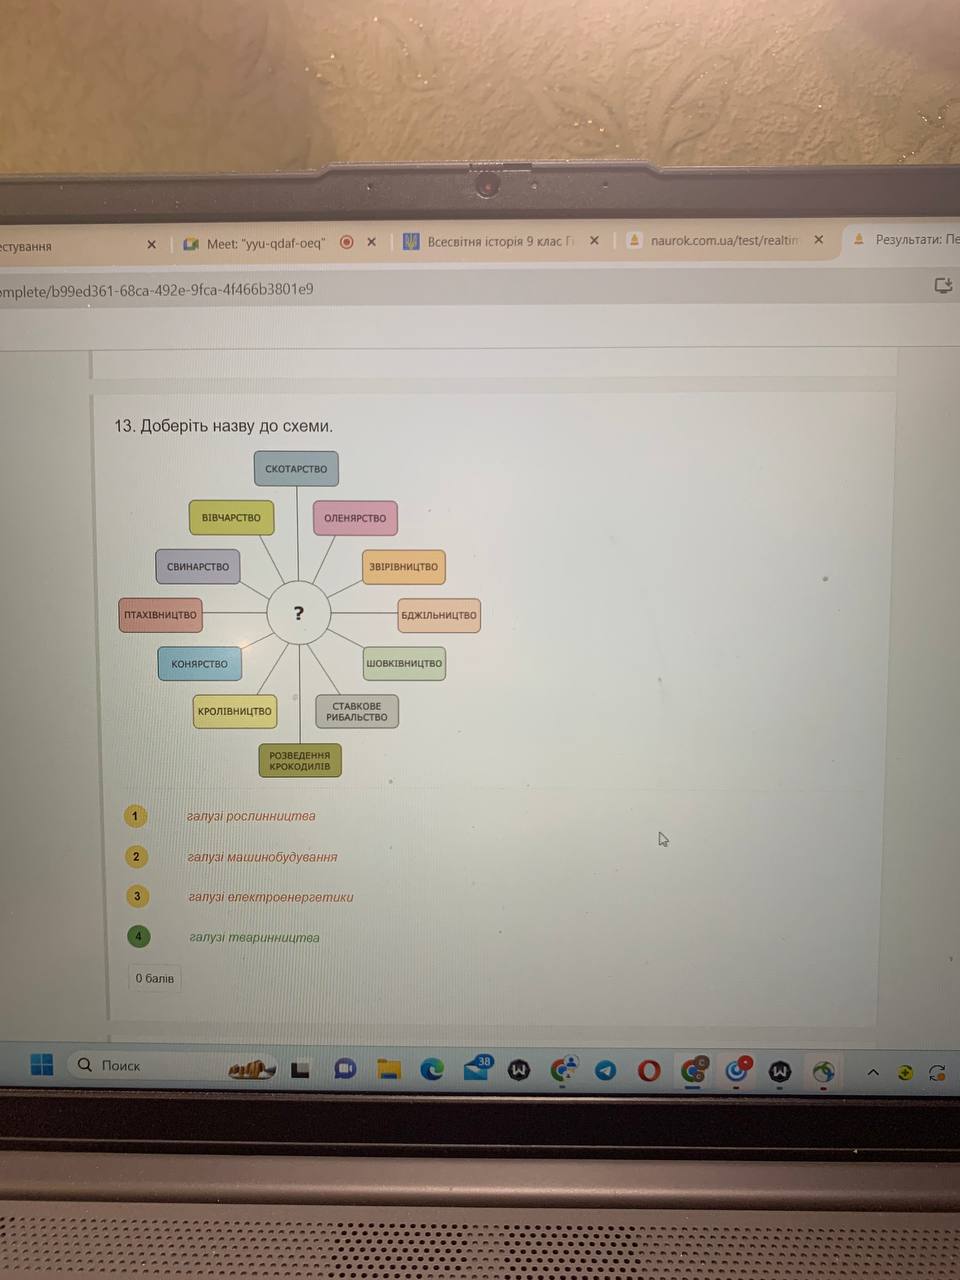 естування
Meet: "yyu-qdaf-oeq"
Всесвітня історія 9 клас Г
naurok.com.ua/test/realtim
Результати: Пе
omplete/b99ed361-68ca-492e-9fca-4f466b3801e9
13. Доберіть назву до схеми.
СКОТАРСТВО
ВІВЧАРСТВО
ОЛЕНЯРСТВО
СВИНАРСТВО
ЗВІРІВНИЦТВО
ПТАХІВНИЦТВО
?
БДЖІЛЬНИЦТВО
КОНЯРСТВО
ШОВКІВНИЦТВО
КРОЛІВНИЦТВО
СТАВКОВЕ
РИБАЛЬСТВО
РОЗВЕДЕННЯ
КРОКОДИЛІВ
1 галузі рослинництва
2 галузі машинобудування
3 галузі електроенергетики
4 галузі тваринництва
0 балів
Поиск
38